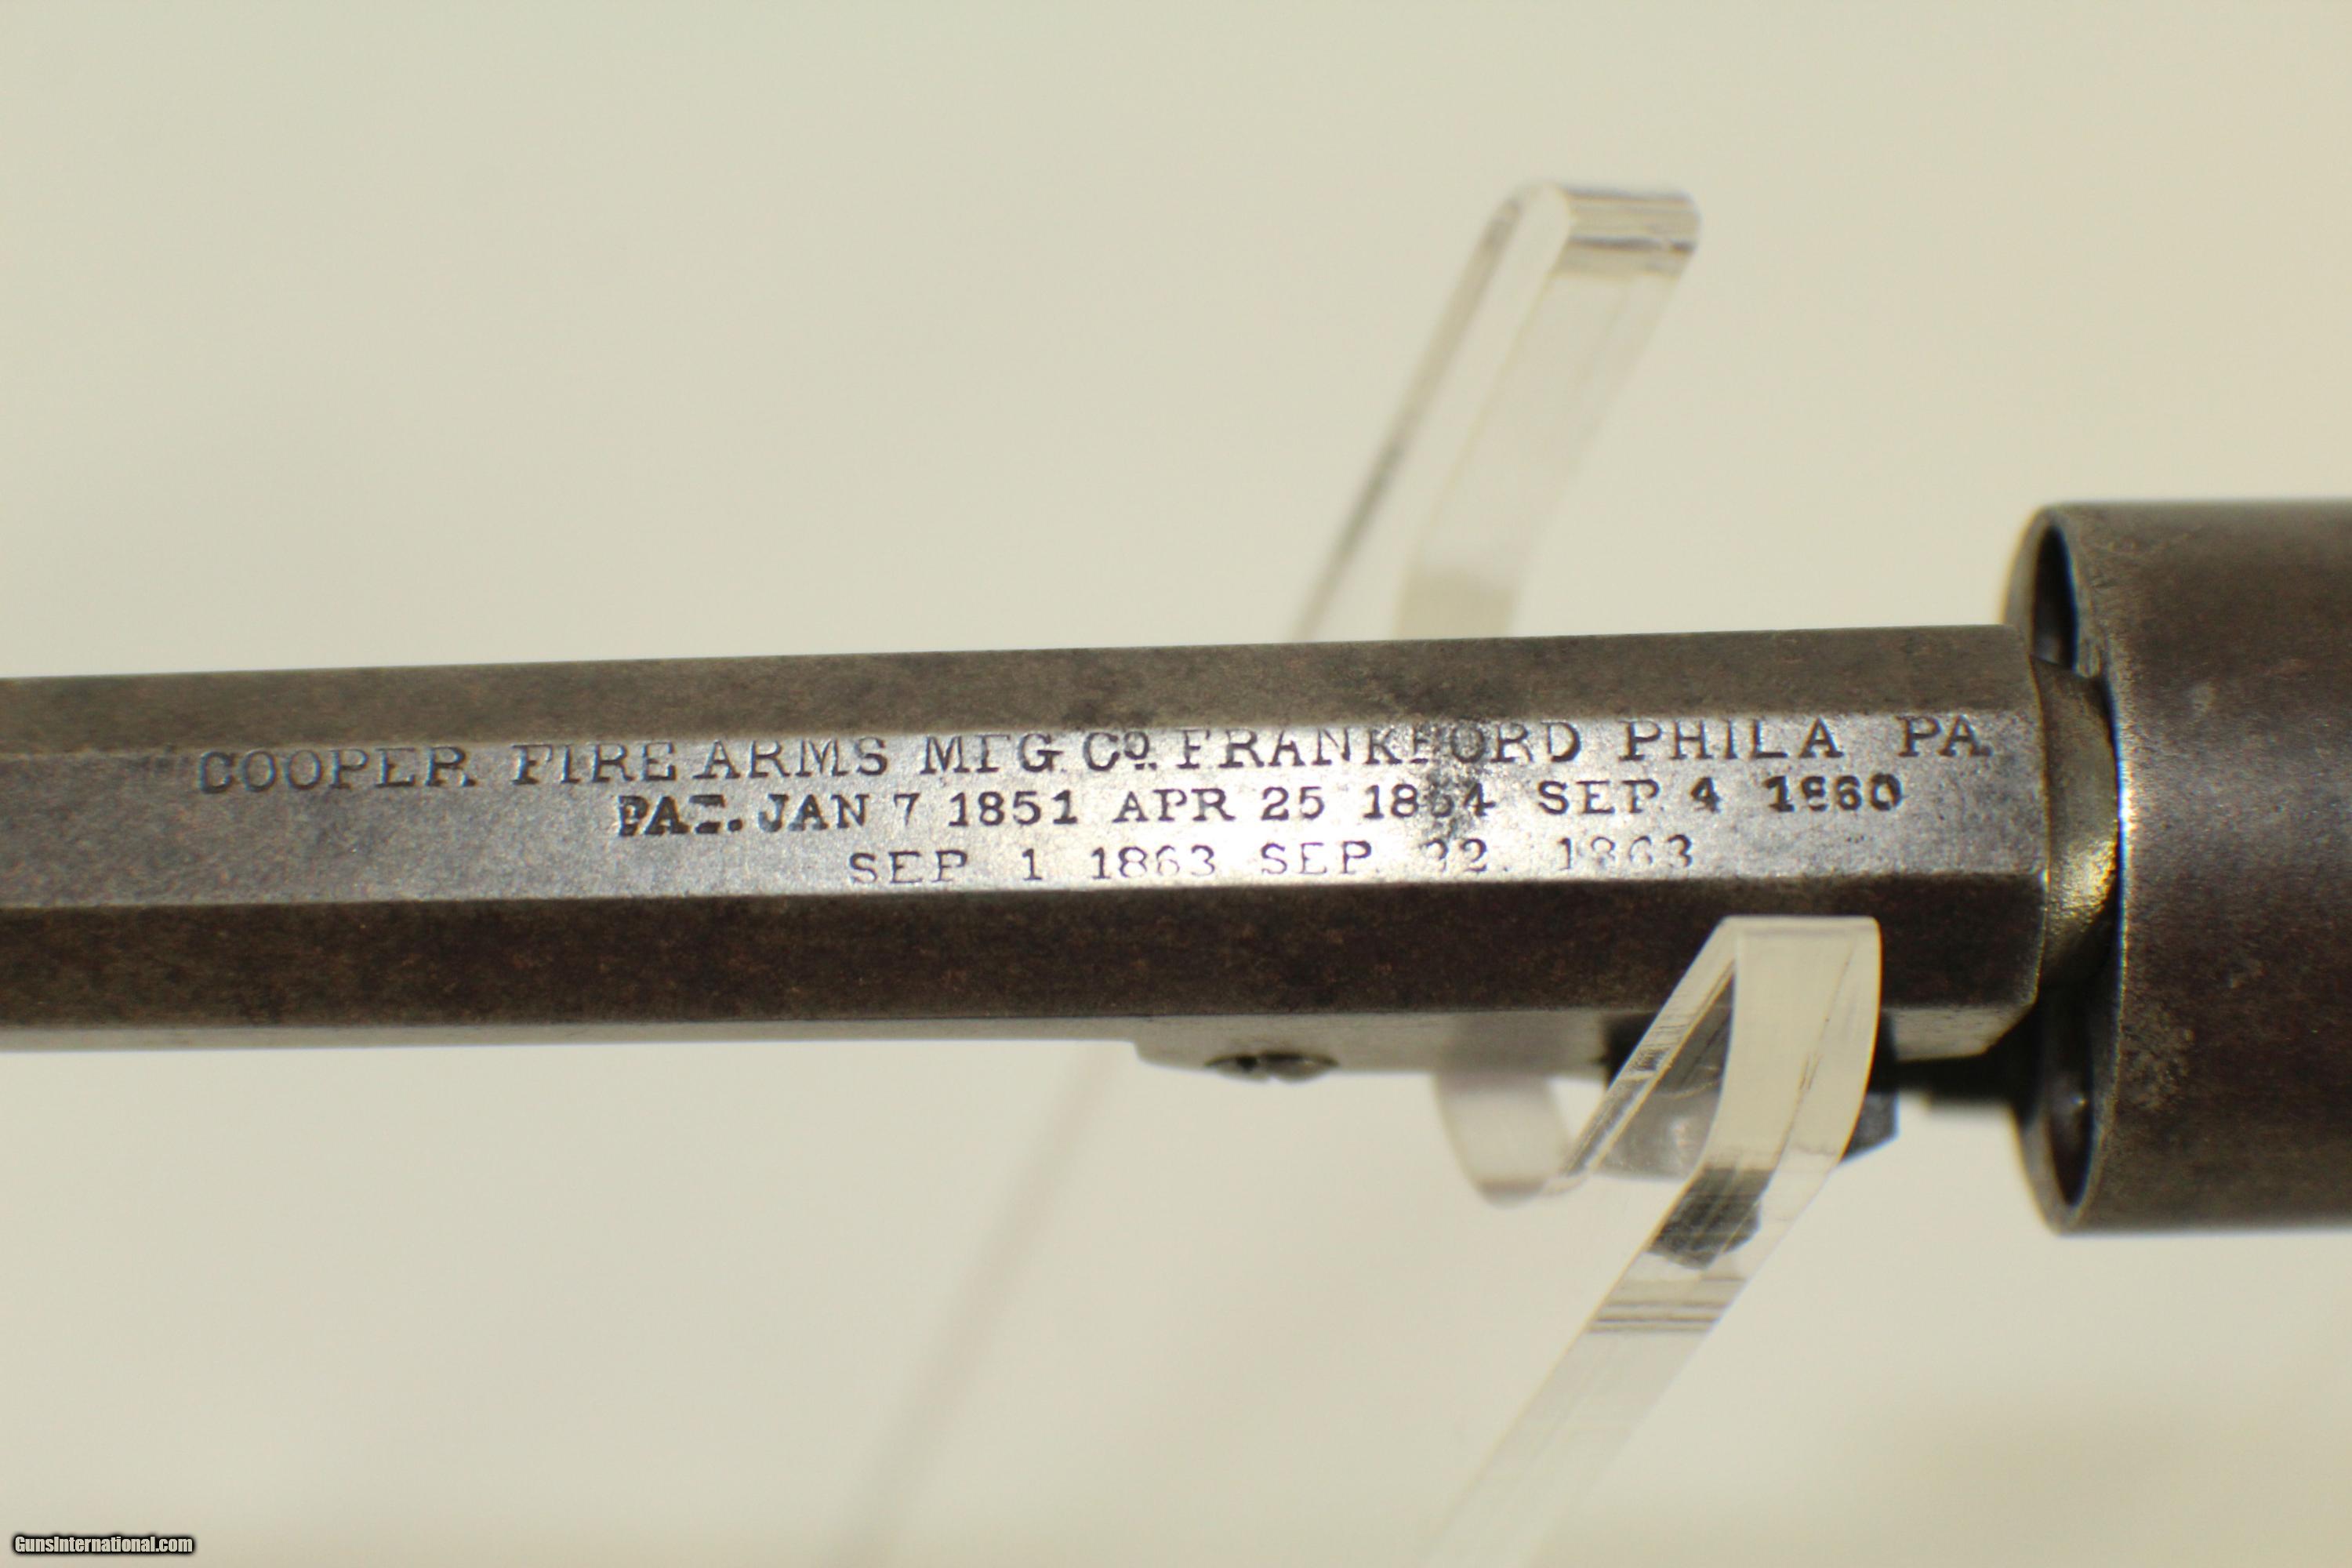 COOPER FIRE ARMS MFG. Cọ. FRANKFORD PHILA PA.
PAT. JAN 7 1851 APR 25 1854 SEP. 4 1860
SEP 1 1863 SEP. 22. 1863
GunsInternational.com